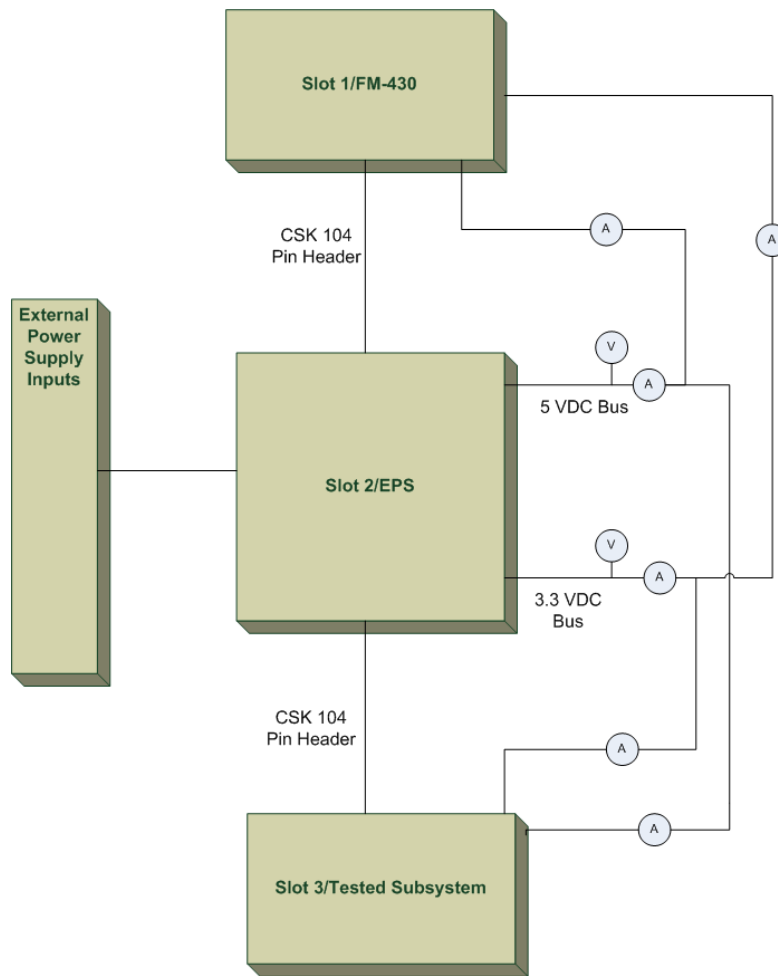 Slot 1/FM-430
A
A
CSK 104
Pin Header
External
Power
Supply
Inputs
V
A
5 VDC Bus
Slot 2/EPS
V
A
3.3 VDC
Bus
CSK 104
Pin Header
A
A
Slot 3/Tested Subsystem